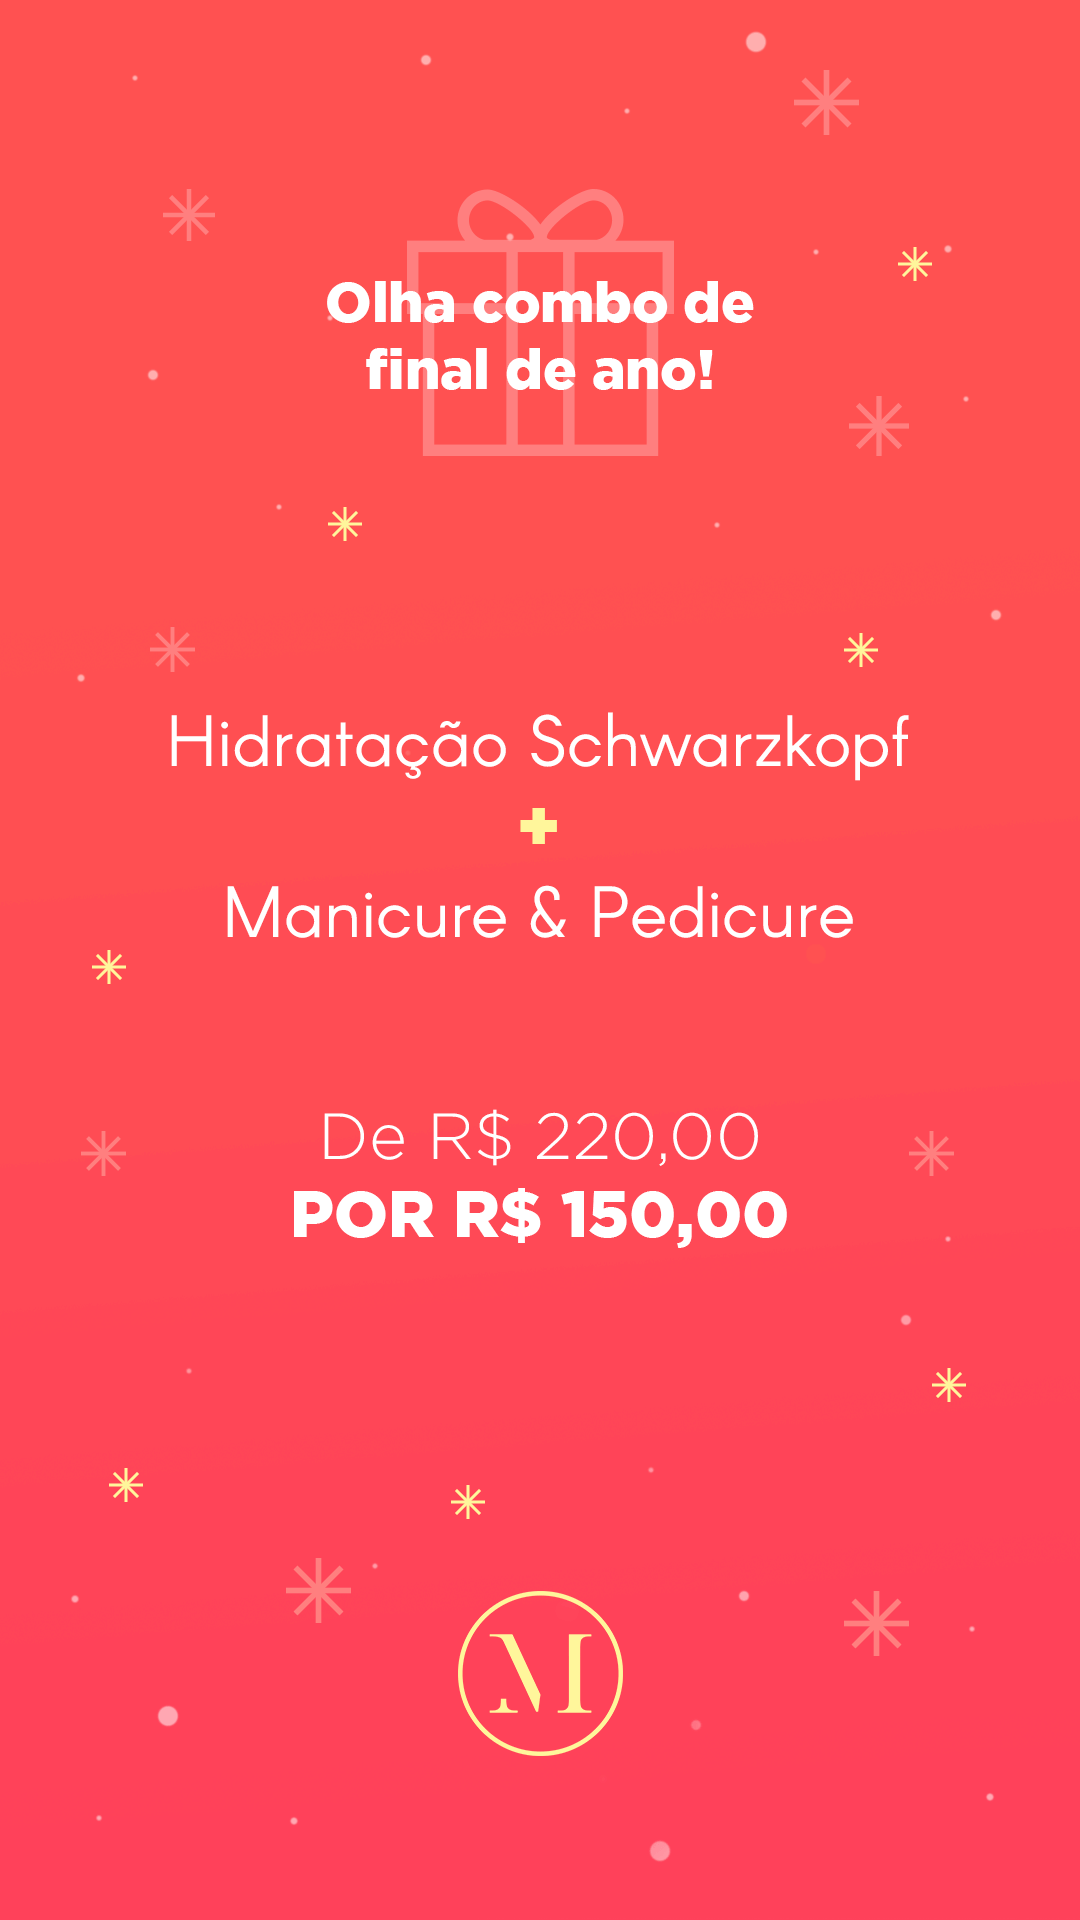 Olha combo de
final de ano!
Hidratação Schwarzkopf
+
Manicure & Pedicure
De R$ 220,00
POR R$ 150,00
M